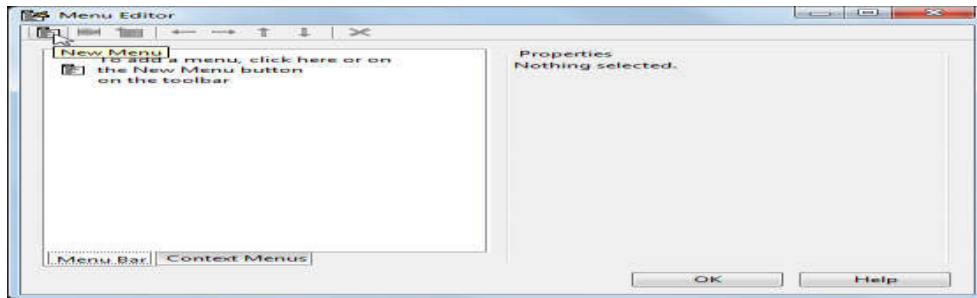 Menu Editor
New Menu
To add a menu, click here or on
the New Menu button
on the toolbar
Properties
Nothing selected.
Menu Bar
Context Menus
OK
Help